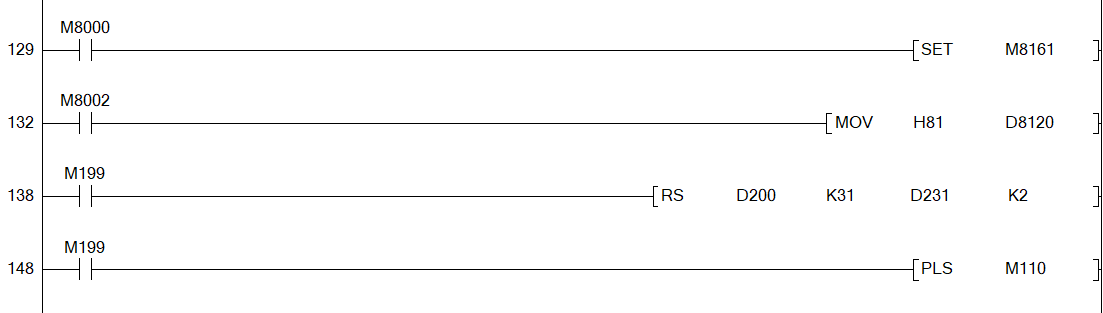 M8000
129 [SET M8161 ]
M8002
132 [MOV H81 D8120 ]
M199
138 [RS D200 K31 D231 K2 ]
M199
148 [PLS M110 ]